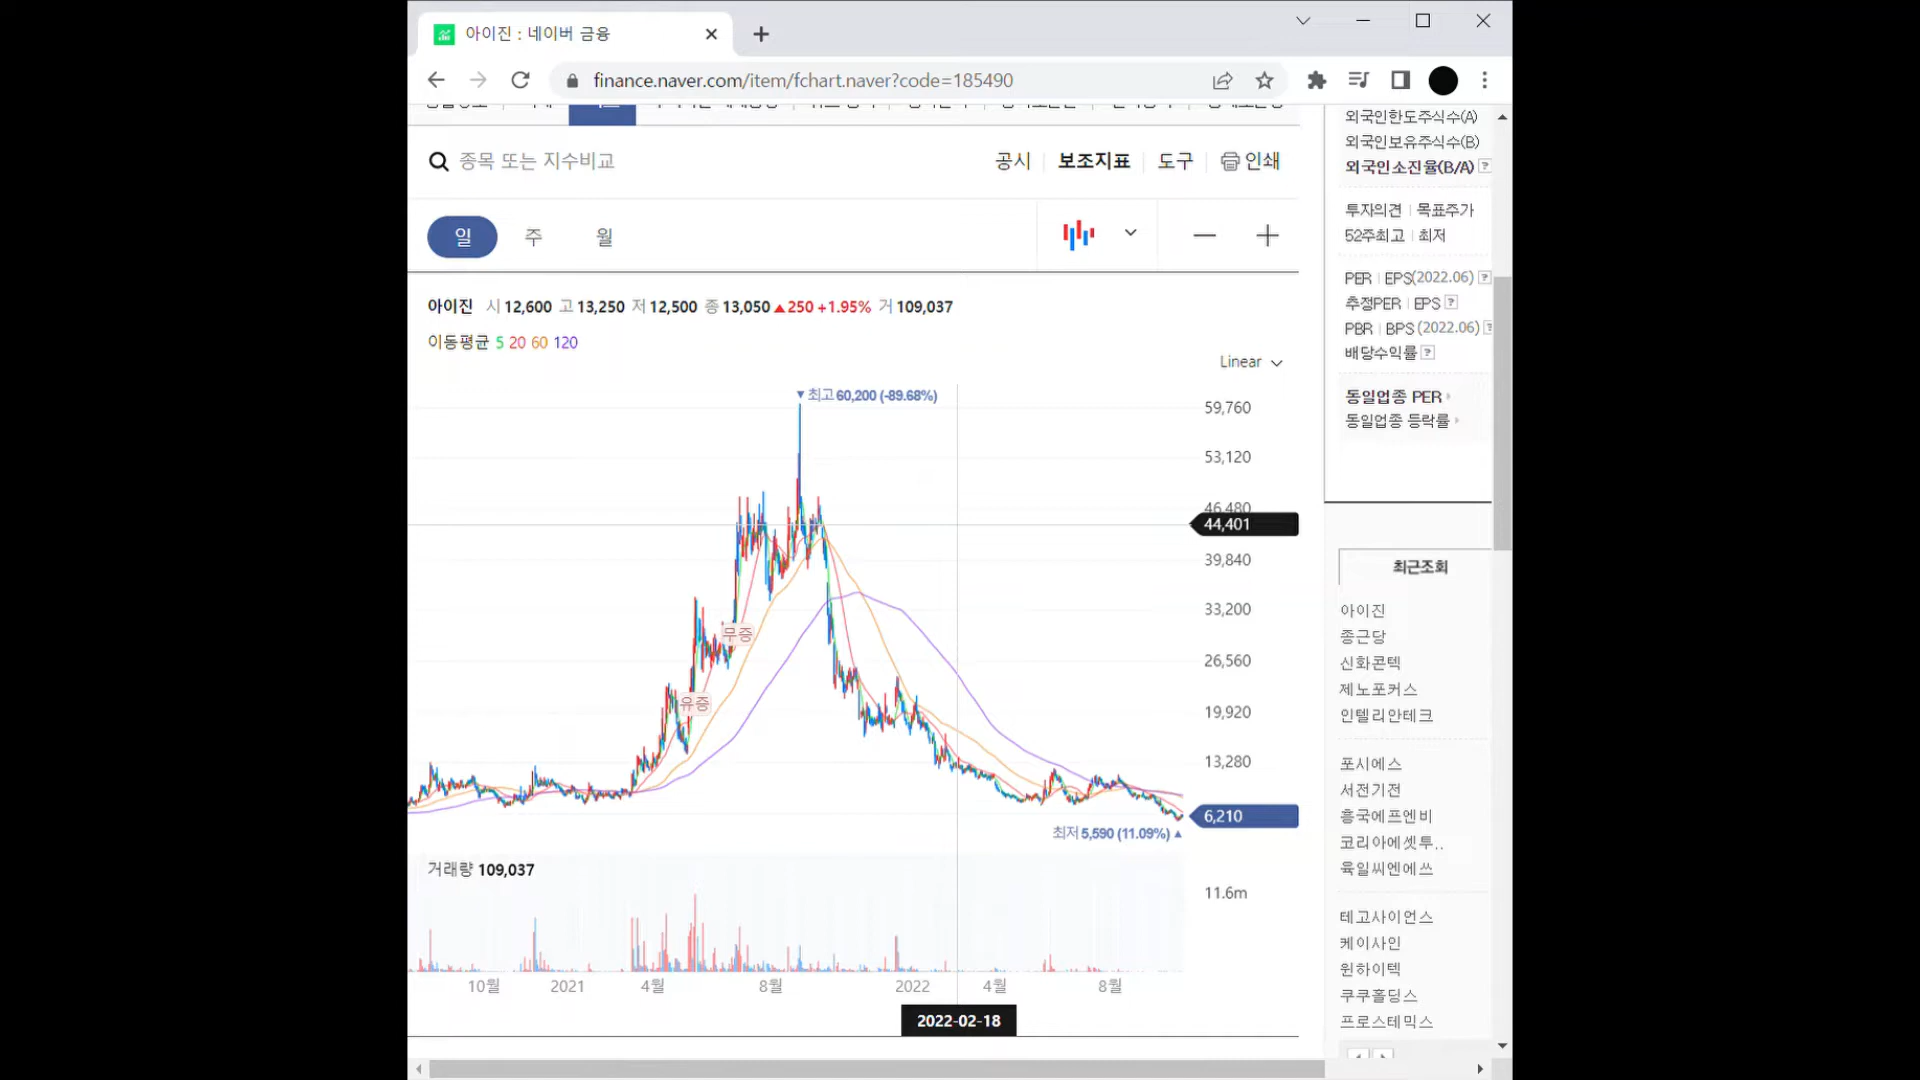 아이진 : 네이버 금융
finance.naver.com/item/fchart.naver?code=185490
종목 또는 지수비교
공시 보조지표 도구 인쇄
일 주 월
아이진 시 12,600 고 13,250 저 12,500 종 13,050 ▲250 +1.95% 거 109,037
이동평균 5 20 60 120
Linear
▼최고 60,200 (-89.68%)
59,760
53,120
46,480
44,401
39,840
33,200
26,560
19,920
13,280
6,210
무증
유증
최저 5,590 (11.09%) ▲
거래량 109,037
11.6m
10월 2021 4월 8월 2022 4월 8월
2022-02-18
외국인한도주식수(A)
외국인보유주식수(B)
외국인소진율(B/A) ?
투자의견 | 목표주가
52주최고 | 최저
PER | EPS(2022.06) ?
추정PER | EPS ?
PBR | BPS (2022.06) ?
배당수익률 ?
동일업종 PER
동일업종 등락률
최근조회
아이진
종근당
신화콘텍
제노포커스
인텔리안테크
포시에스
서전기전
흥국에프엔비
코리아에셋투..
육일씨엔에쓰
테고사이언스
케이사인
윈하이텍
쿠쿠홀딩스
프로스테믹스